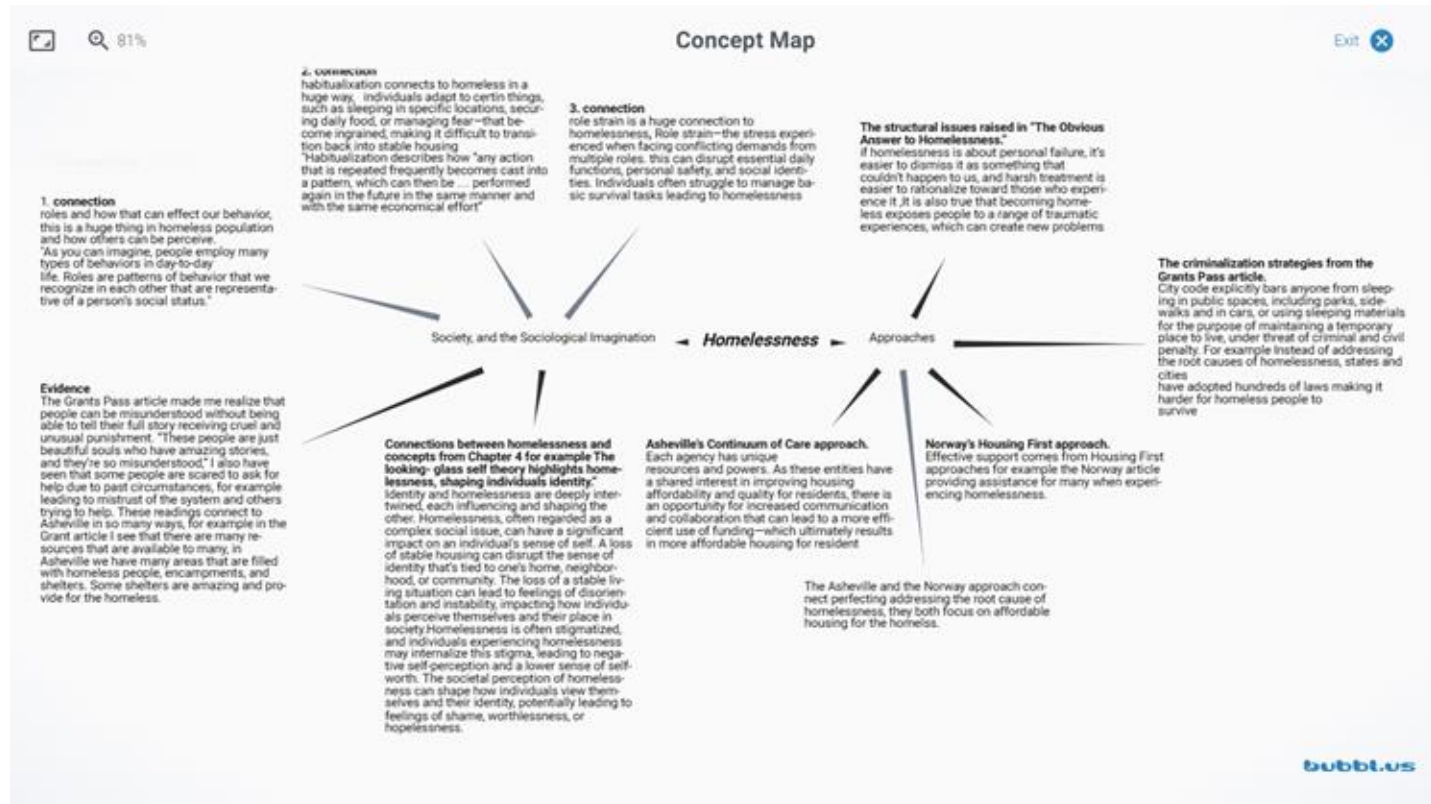 81%
Concept Map
Exit
2. connection
habitualixation connects to homeless in a
huge way, individuals adapt to certin things,
such as sleeping in specific locations, secur-
ing daily food, or managing fear—that be-
come ingrained, making it difficult to transi-
tion back into stable housing
"Habitualization describes how "any action
that is repeated frequently becomes cast into
a pattern, which can then be ... performed
again in the future in the same manner and
with the same economical effort"
3. connection
role strain is a huge connection to
homelessness, Role strain—the stress experi-
enced when facing conflicting demands from
multiple roles. this can disrupt essential daily
functions, personal safety, and social identi-
ties. Individuals often struggle to manage ba-
sic survival tasks leading to homelessness
The structural issues raised in "The Obvious
Answer to Homelessness."
if homelessness is about personal failure, it's
easier to dismiss it as something that
couldn't happen to us, and harsh treatment is
easier to rationalize toward those who experi-
ence it ,It is also true that becoming home-
less exposes people to a range of traumatic
experiences, which can create new problems
1. connection
roles and how that can effect our behavior,
this is a huge thing in homeless population
and how others can be perceive.
"As you can imagine, people employ many
types of behaviors in day-to-day
life. Roles are patterns of behavior that we
recognize in each other that are representa-
tive of a person's social status."
The criminalization strategies from the
Grants Pass article.
City code explicitly bars anyone from sleep-
ing in public spaces, including parks, side-
walks and in cars, or using sleeping materials
for the purpose of maintaining a temporary
place to live, under threat of criminal and civil
penalty. For example Instead of addressing
the root causes of homelessness, states and
cities
have adopted hundreds of laws making it
harder for homeless people to
survive
Society, and the Sociological Imagination
Homelessness
Approaches
Evidence
The Grants Pass article made me realize that
people can be misunderstood without being
able to tell their full story receiving cruel and
unusual punishment. "These people are just
beautiful souls who have amazing stories,
and they're so misunderstood," I also have
seen that some people are scared to ask for
help due to past circumstances, for example
leading to mistrust of the system and others
trying to help. These readings connect to
Asheville in so many ways, for example in the
Grant article I see that there are many re-
sources that are available to many, in
Asheville we have many areas that are filled
with homeless people, encampments, and
shelters. Some shelters are amazing and pro-
vide for the homeless.
Connections between homelessness and
concepts from Chapter 4 for example The
looking- glass self theory highlights home-
lessness, shaping individuals identity."
Identity and homelessness are deeply inter-
twined, each influencing and shaping the
other. Homelessness, often regarded as a
complex social issue, can have a significant
impact on an individual's sense of self. A loss
of stable housing can disrupt the sense of
identity that's tied to one's home, neighbor-
hood, or community. The loss of a stable liv-
ing situation can lead to feelings of disorien-
tation and instability, impacting how individu-
als perceive themselves and their place in
society.Homelessness is often stigmatized,
and individuals experiencing homelessness
may internalize this stigma, leading to nega-
tive self-perception and a lower sense of self-
worth. The societal perception of homeless-
ness can shape how individuals view them-
selves and their identity, potentially leading to
feelings of shame, worthlessness, or
hopelessness.
Asheville's Continuum of Care approach.
Each agency has unique
resources and powers. As these entities have
a shared interest in improving housing
affordability and quality for residents, there is
an opportunity for increased communication
and collaboration that can lead to a more effi-
cient use of funding—which ultimately results
in more affordable housing for resident
Norway's Housing First approach.
Effective support comes from Housing First
approaches for example the Norway article
providing assistance for many when experi-
encing homelessness.
The Asheville and the Norway approach con-
nect perfecting addressing the root cause of
homelessness, they both focus on affordable
housing for the homelss.
bubbl.us